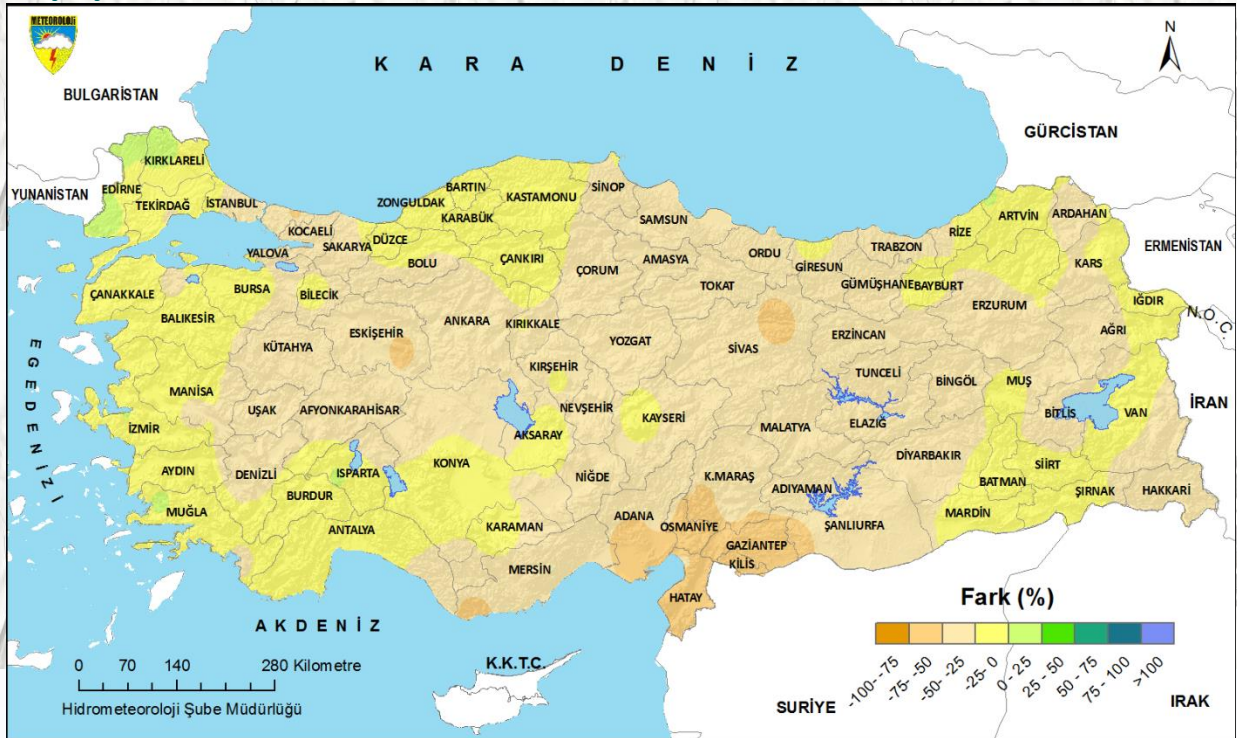 METEOROLOJİ
N
K A R A D E N İ Z
BULGARİSTAN
GÜRCİSTAN
YUNANİSTAN
ERMENİSTAN
N.Ö.C.
İRAN
E G E D E N İ Z İ
KIRKLARELİ
EDİRNE
TEKİRDAĞ
İSTANBUL
KOCAELİ
YALOVA
SAKARYA
DÜZCE
ZONGULDAK
BARTIN
KARABÜK
KASTAMONU
SİNOP
SAMSUN
BOLU
ÇANKIRI
ÇORUM
AMASYA
ORDU
GİRESUN
TRABZON
RİZE
ARTVİN
ARDAHAN
KARS
TOKAT
GÜMÜŞHANE
BAYBURT
ERZURUM
IĞDIR
AĞRI
ÇANAKKALE
BALIKESİR
BURSA
BİLECİK
ESKİŞEHİR
ANKARA
KIRIKKALE
KÜTAHYA
YOZGAT
SİVAS
ERZİNCAN
TUNCELİ
BİNGÖL
MUŞ
BİTLİS
VAN
MANİSA
UŞAK
AFYONKARAHİSAR
KIRŞEHİR
NEVŞEHİR
KAYSERİ
AKSARAY
MALATYA
ELAZIĞ
DİYARBAKIR
İZMİR
AYDIN
DENİZLİ
ISPARTA
KONYA
NİĞDE
K.MARAŞ
ADIYAMAN
BATMAN
SİİRT
ŞIRNAK
HAKKARİ
MARDİN
MUĞLA
BURDUR
ANTALYA
KARAMAN
ADANA
OSMANİYE
GAZİANTEP
KİLİS
ŞANLIURFA
MERSİN
HATAY
A K D E N İ Z
K.K.T.C.
SURİYE
IRAK
0 70 140 280 Kilometre
Hidrometeoroloji Şube Müdürlüğü
Fark (%)
-100--75
-75--50
-50--25
-25- 0
0 - 25
25 - 50
50 - 75
75 - 100
>100